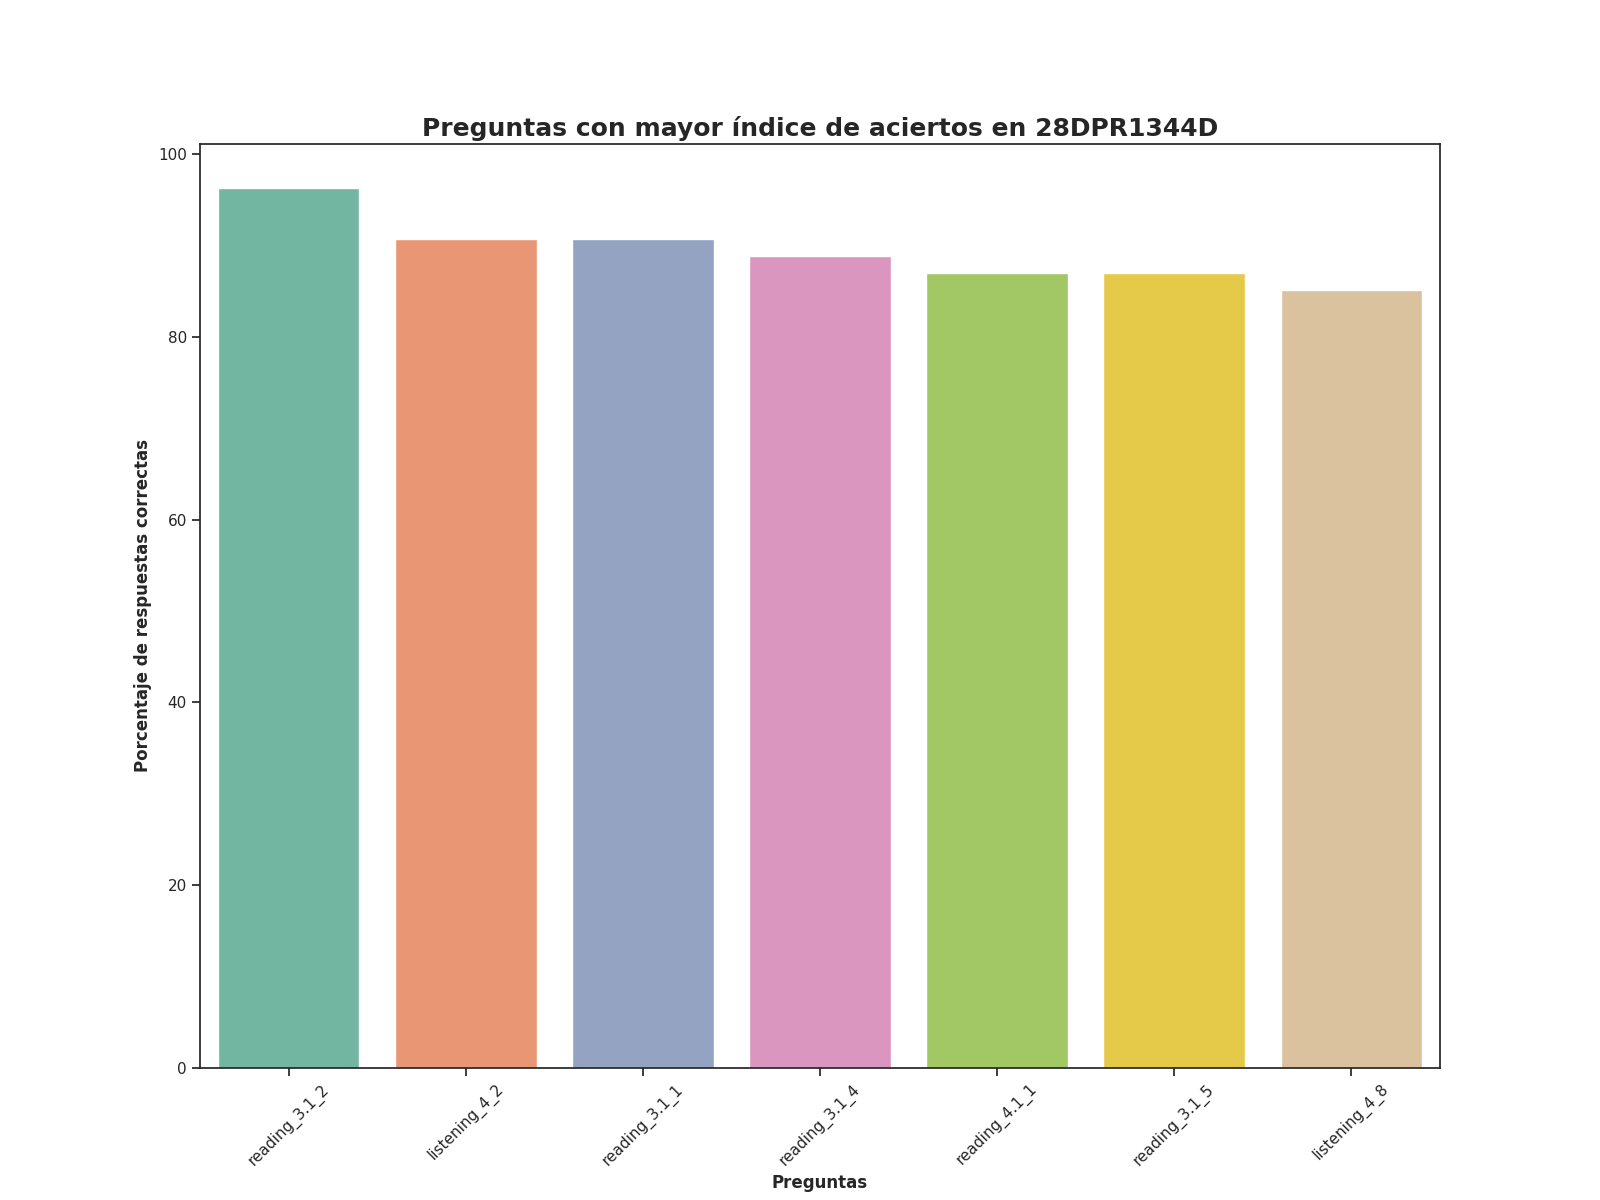 Preguntas con mayor índice de aciertos en 28DPR1344D
Porcentaje de respuestas correctas
100
80
60
40
20
0
reading_3.1_2
listening_4_2
reading_3.1_1
reading_3.1_4
reading_4.1_1
reading_3.1_5
listening_4_8
Preguntas